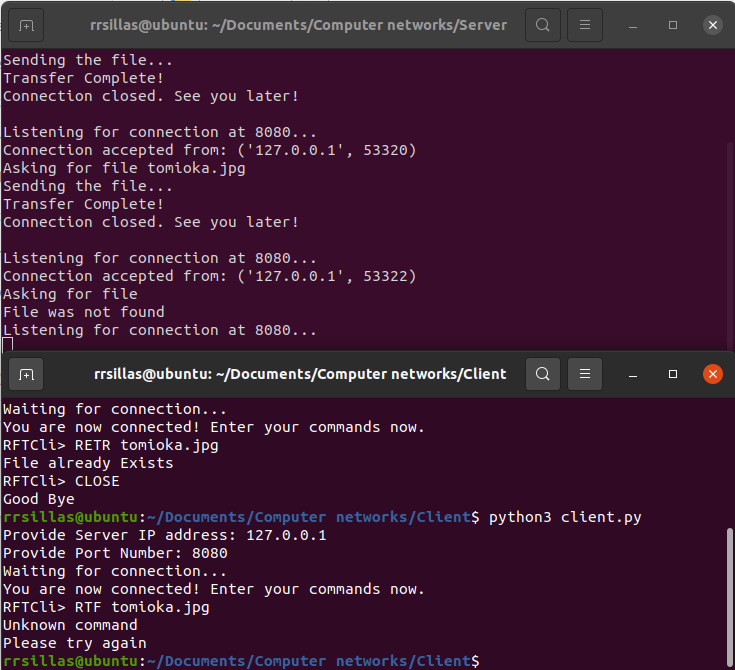 rrsillas@ubuntu: ~/Documents/Computer networks/Server
Sending the file...
Transfer Complete!
Connection closed. See you later!
Listening for connection at 8080...
Connection accepted from: ('127.0.0.1', 53320)
Asking for file tomioka.jpg
Sending the file...
Transfer Complete!
Connection closed. See you later!
Listening for connection at 8080...
Connection accepted from: ('127.0.0.1', 53322)
Asking for file
File was not found
Listening for connection at 8080...
rrsillas@ubuntu: ~/Documents/Computer networks/Client
Waiting for connection...
You are now connected! Enter your commands now.
RFTCli> RETR tomioka.jpg
File already Exists
RFTCli> CLOSE
Good Bye
rrsillas@ubuntu:~/Documents/Computer networks/Client$ python3 client.py
Provide Server IP address: 127.0.0.1
Provide Port Number: 8080
Waiting for connection...
You are now connected! Enter your commands now.
RFTCli> RTF tomioka.jpg
Unknown command
Please try again
rrsillas@ubuntu:~/Documents/Computer networks/Client$